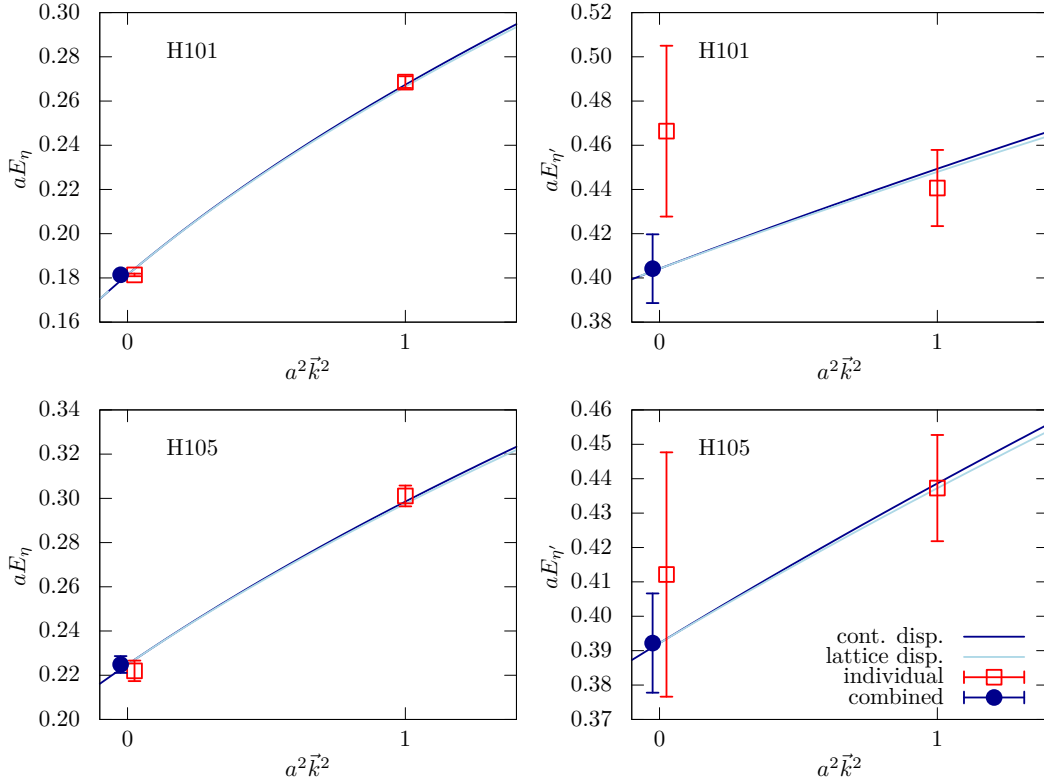 0.30
0.28
0.26
0.24
0.22
0.20
0.18
0.16
aE_η
H101
0
1
a²k⃗²
0.52
0.50
0.48
0.46
0.44
0.42
0.40
0.38
aE_η′
H101
0
1
a²k⃗²
0.34
0.32
0.30
0.28
0.26
0.24
0.22
0.20
aE_η
H105
0
1
a²k⃗²
0.46
0.45
0.44
0.43
0.42
0.41
0.40
0.39
0.38
0.37
aE_η′
H105
0
1
a²k⃗²
cont. disp.
lattice disp.
individual
combined